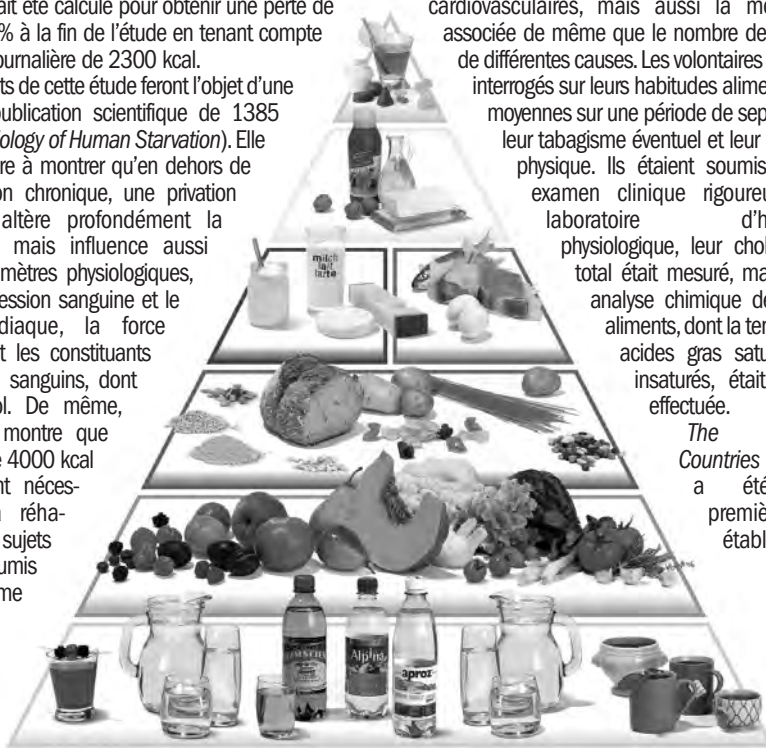 ait été calculé pour obtenir une perte de
% à la fin de l'étude en tenant compte
ournalière de 2300 kcal.
ts de cette étude feront l'objet d'une
publication scientifique de 1385
iology of Human Starvation). Elle
re à montrer qu'en dehors de
on chronique, une privation
altère profondément la
mais influence aussi
mètres physiologiques,
ession sanguine et le
diaque, la force
t les constituants
sanguins, dont
ol. De même,
montre que
e 4000 kcal
nt néces-
réha-
sujets
umis
me
cardiovasculaires, mais aussi la mo
associée de même que le nombre de
de différentes causes. Les volontaires
interrogés sur leurs habitudes alime
moyennes sur une période de sep
leur tabagisme éventuel et leur
physique. Ils étaient soumis
examen clinique rigoureu
laboratoire d'h
physiologique, leur chol
total était mesuré, ma
analyse chimique de
aliments, dont la ten
acides gras satu
insaturés, était
effectuée.
The
Countries
a été
premiè
établ
milch
lait
latte
Alpina
aproz